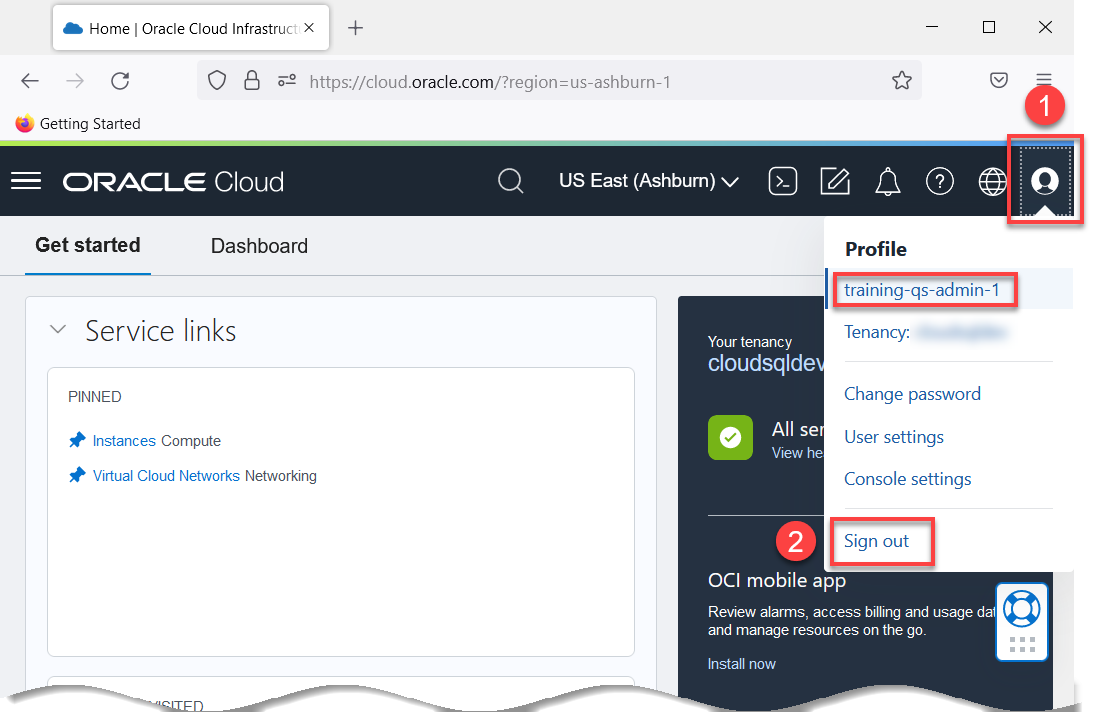 Home | Oracle Cloud Infrastruct
https://cloud.oracle.com/?region=us-ashburn-1
Getting Started
1
ORACLE Cloud
US East (Ashburn)
Get started
Dashboard
Profile
training-qs-admin-1
Tenancy:
Change password
User settings
Console settings
2
Sign out
Service links
PINNED
Instances Compute
Virtual Cloud Networks Networking
Your tenancy
cloudsqldev
All ser
View he
OCI mobile app
Review alarms, access billing and usage dat
and manage resources on the go.
Install now
VISITED